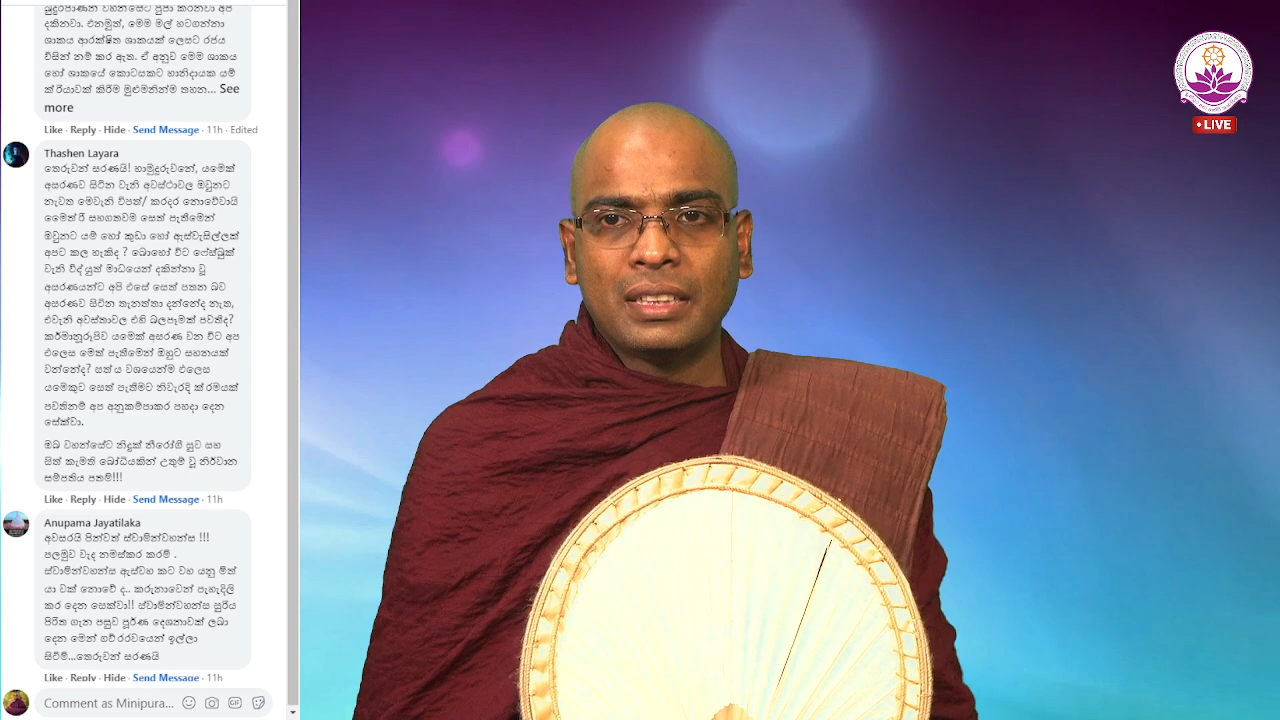 බුදුරජාණන් වහන්සේට පුජා කරනවා අපි
දකිනවා. එනමුත්, මෙම මල් හටගන්නා
ශාකය ආරක්ෂිත ශාකයක් ලෙසට රජය
විසින් නම් කර ඇත. ඒ අනුව මෙම ශාකය
හෝ ශාකයේ කොටසකට හානිදායක යම්
ක්‍රියාවක් කිරීම මුළුමනින්ම තහන... See
more
Like · Reply · Hide · Send Message · 11h · Edited
Thashen Layara
තෙරුවන් සරණයි! හාමුදුරුවනේ, යමෙක්
අසරණව සිටින වැනි අවස්ථාවල ඔවුනට
නැවත මෙවැනි විපත්/ කරදර නොවේවායි
මෛත්‍රී සහගතවම සෙත් පැතීමෙන්
ඔවුනට යම් හෝ කුඩා හෝ ඇස්වැසිල්ලක්
අපට කල හැකිද ? බොහෝ විට ෆේස්බුක්
වැනි විද්‍යුත් මාධයෙන් දකින්නා වූ
අසරණයන්ට අපි එසේ සෙත් පතන බව
අසරණව සිටින තැනත්තා දන්නේද නැත,
එවැනි අවස්තාවල එහි බලපෑමක් පවතීද?
කර්මානුරූපිව යමෙක් අසරණ වන විට අප
එලෙස මෙත් පැතීමෙන් ඔහුට සහනයක්
වන්නේද? සත්‍ය වශයෙන්ම එලෙස
යමෙකුට සෙත් පැතීමට නිවැරදි ක්‍රමයක්
පවතිනම් අප අනුකම්පාකර පහදා දෙන
සේක්වා.
ඔබ වහන්සේට නිදුක් නීරෝගී සුව සහ
සිත් කැමති බෝධියකින් උතුම් වූ නිර්වාන
සම්පතිය පතමි!!!
Like · Reply · Hide · Send Message · 11h
Anupama Jayatilaka
අවසරයි පින්වත් ස්වාමින්වහන්ස !!!
පලමුව වැද නමස්කර කරමි .
ස්වාමින්වහන්ස ඇස්වහ කට වහ යනු මිත්
යා වක් නොවේ ද.. කරුනාවෙන් පැහැදිලි
කර දෙන සෙක්වා!! ස්වාමින්වහන්ස සූරිය
පිරිත ගැන පසුව පූර්ණ දෙශනාවක් ලබා
දෙන මෙන් ගව්රරවයෙන් ඉල්ලා
සිටිමි...තෙරුවන් සරණයි
Like · Reply · Hide · Send Message · 11h
Comment as Minipura...
GIF
LIVE